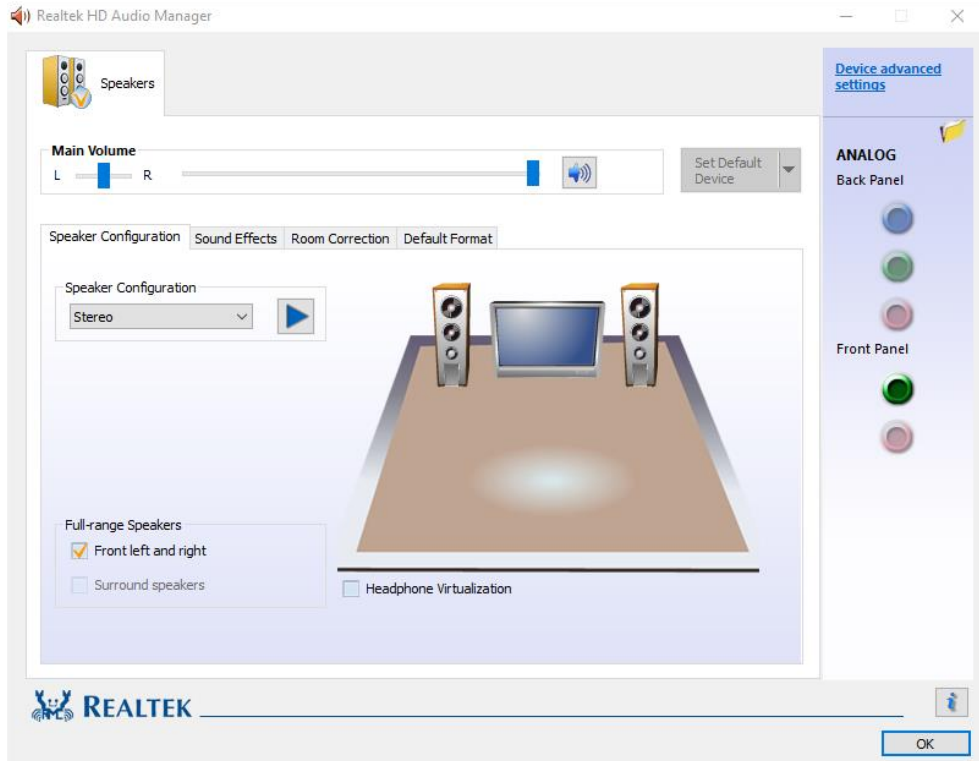 Realtek HD Audio Manager
Speakers
Device advanced
settings
Main Volume
L R
Set Default
Device
ANALOG
Back Panel
Speaker Configuration Sound Effects Room Correction Default Format
Speaker Configuration
Stereo
Front Panel
Full-range Speakers
Front left and right
Surround speakers
Headphone Virtualization
REALTEK
OK